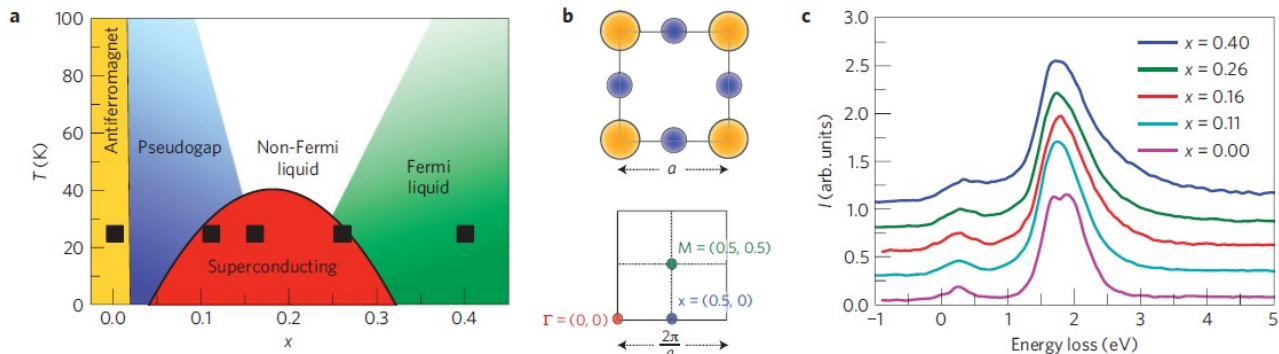 a
100
80
60
40
20
0
T (K)
Antiferromagnet
Pseudogap
Non-Fermi
liquid
Fermi
liquid
Superconducting
0.0 0.1 0.2 0.3 0.4
x
b
a
M = (0.5, 0.5)
x = (0.5, 0)
Γ = (0, 0)
2π
a
c
3.0
2.5
2.0
1.5
1.0
0.5
0.0
I (arb. units)
x = 0.40
x = 0.26
x = 0.16
x = 0.11
x = 0.00
−1 0 1 2 3 4 5
Energy loss (eV)